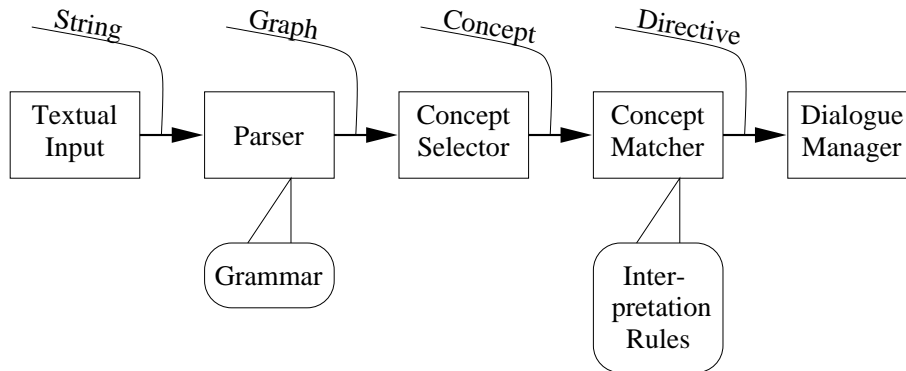 String
Graph
Concept
Directive
Textual
Input
Parser
Concept
Selector
Concept
Matcher
Dialogue
Manager
Grammar
Inter-
pretation
Rules